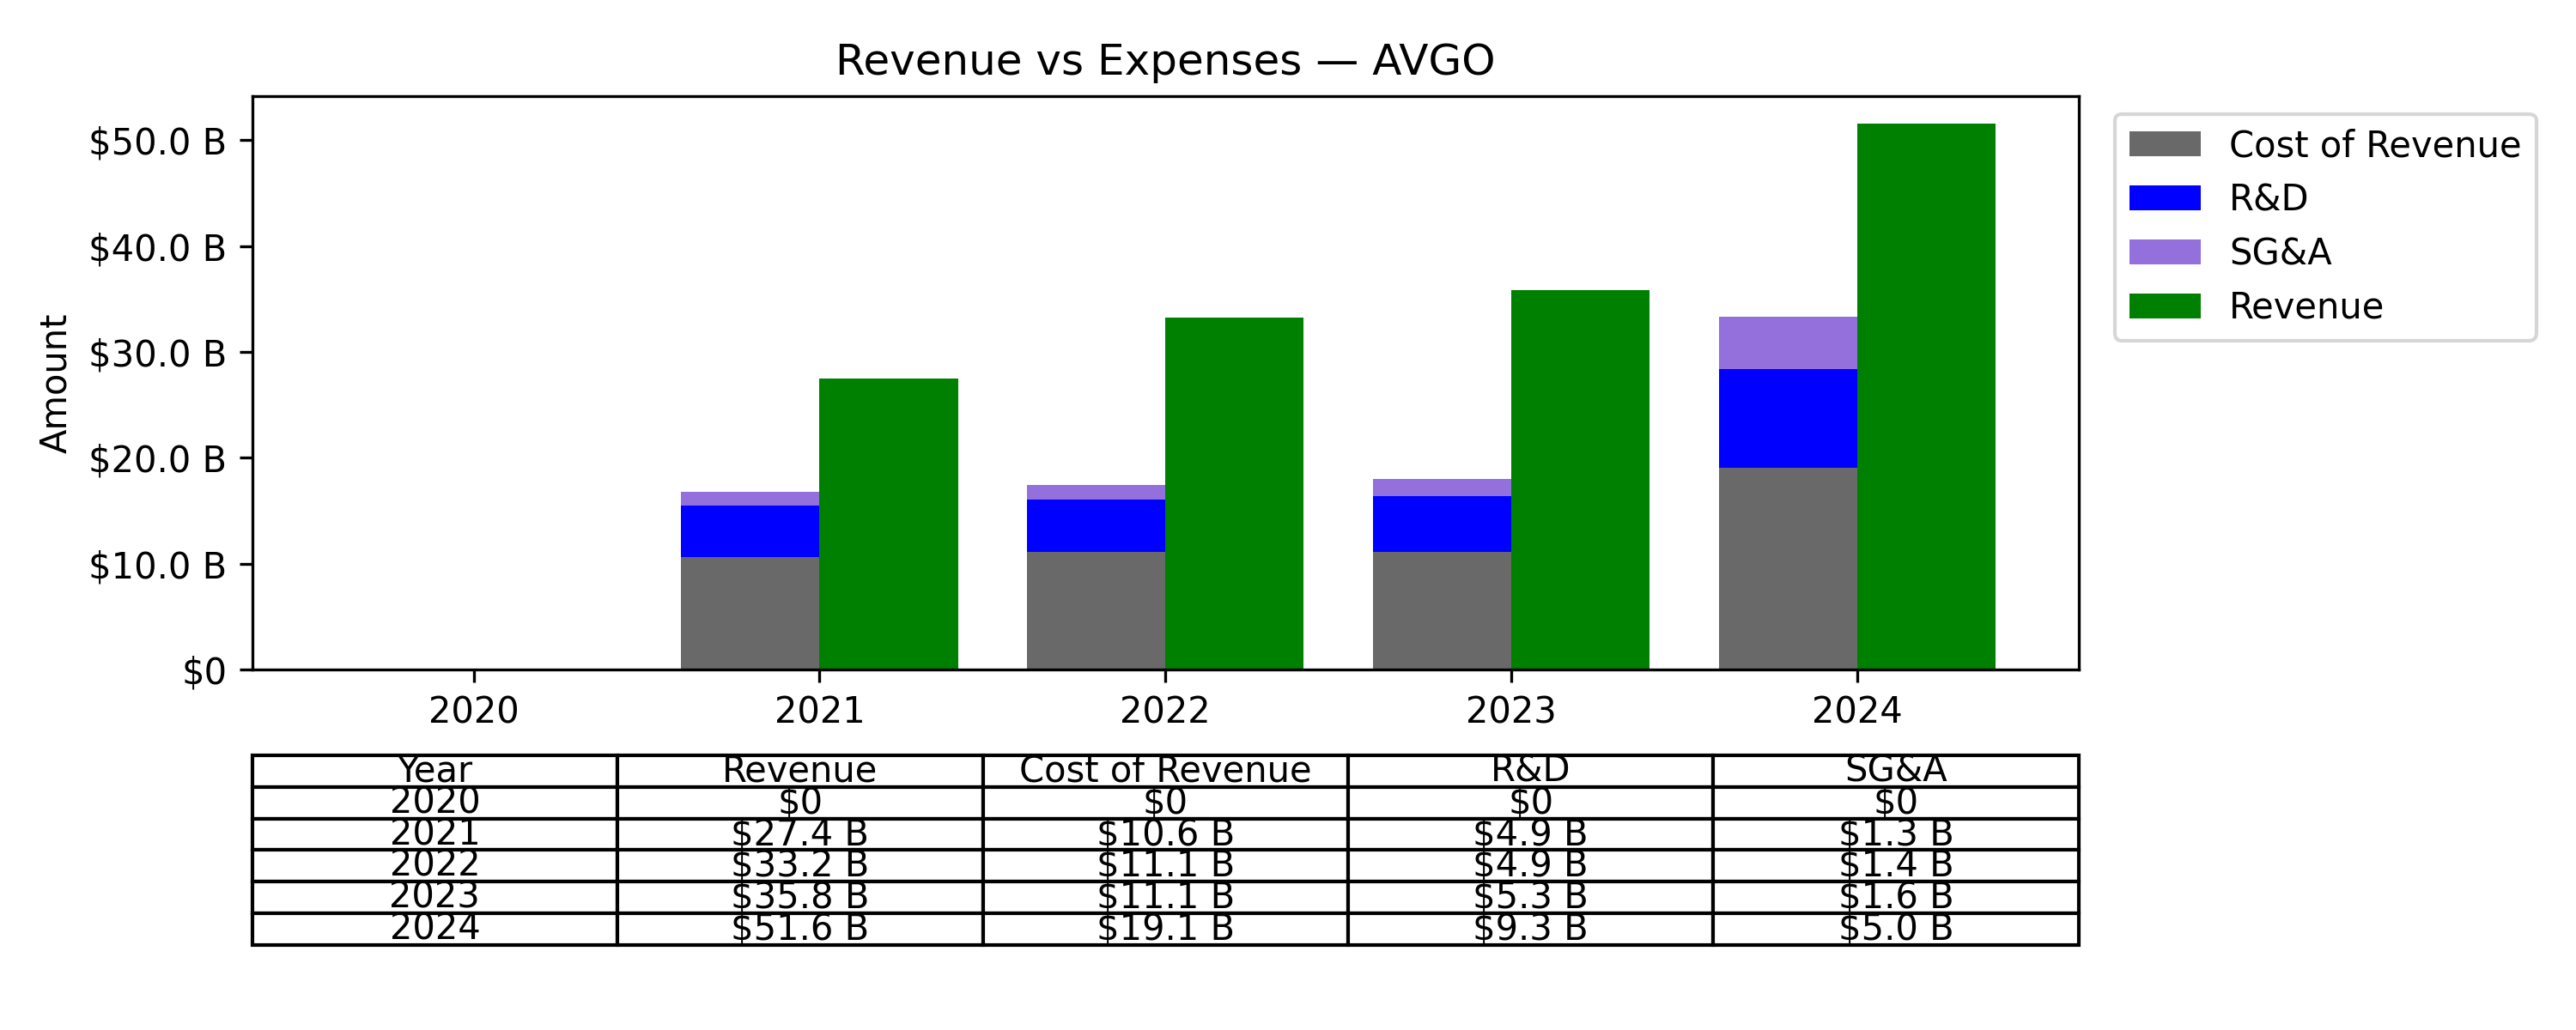 Revenue vs Expenses — AVGO
$50.0 B
$40.0 B
$30.0 B
$20.0 B
$10.0 B
$0
Amount
2020 2021 2022 2023 2024
Cost of Revenue
R&D
SG&A
Revenue
Year Revenue Cost of Revenue R&D SG&A
2020 $0 $0 $0 $0
2021 $27.4 B $10.6 B $4.9 B $1.3 B
2022 $33.2 B $11.1 B $4.9 B $1.4 B
2023 $35.8 B $11.1 B $5.3 B $1.6 B
2024 $51.6 B $19.1 B $9.3 B $5.0 B